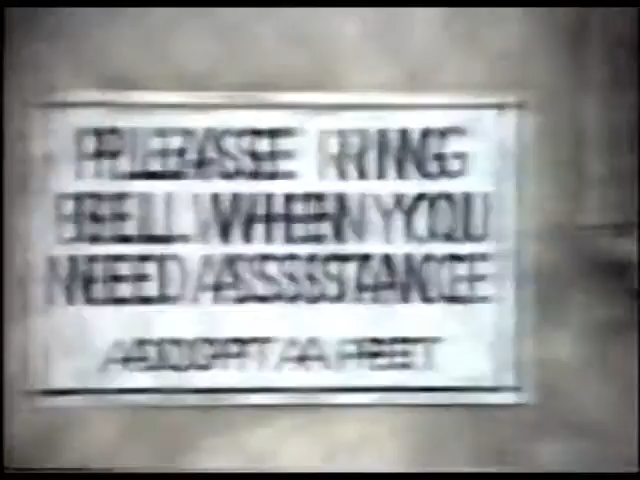 PLEASE RING
BELL WHEN YOU
NEED ASSISTANCE
ADOPT A PET